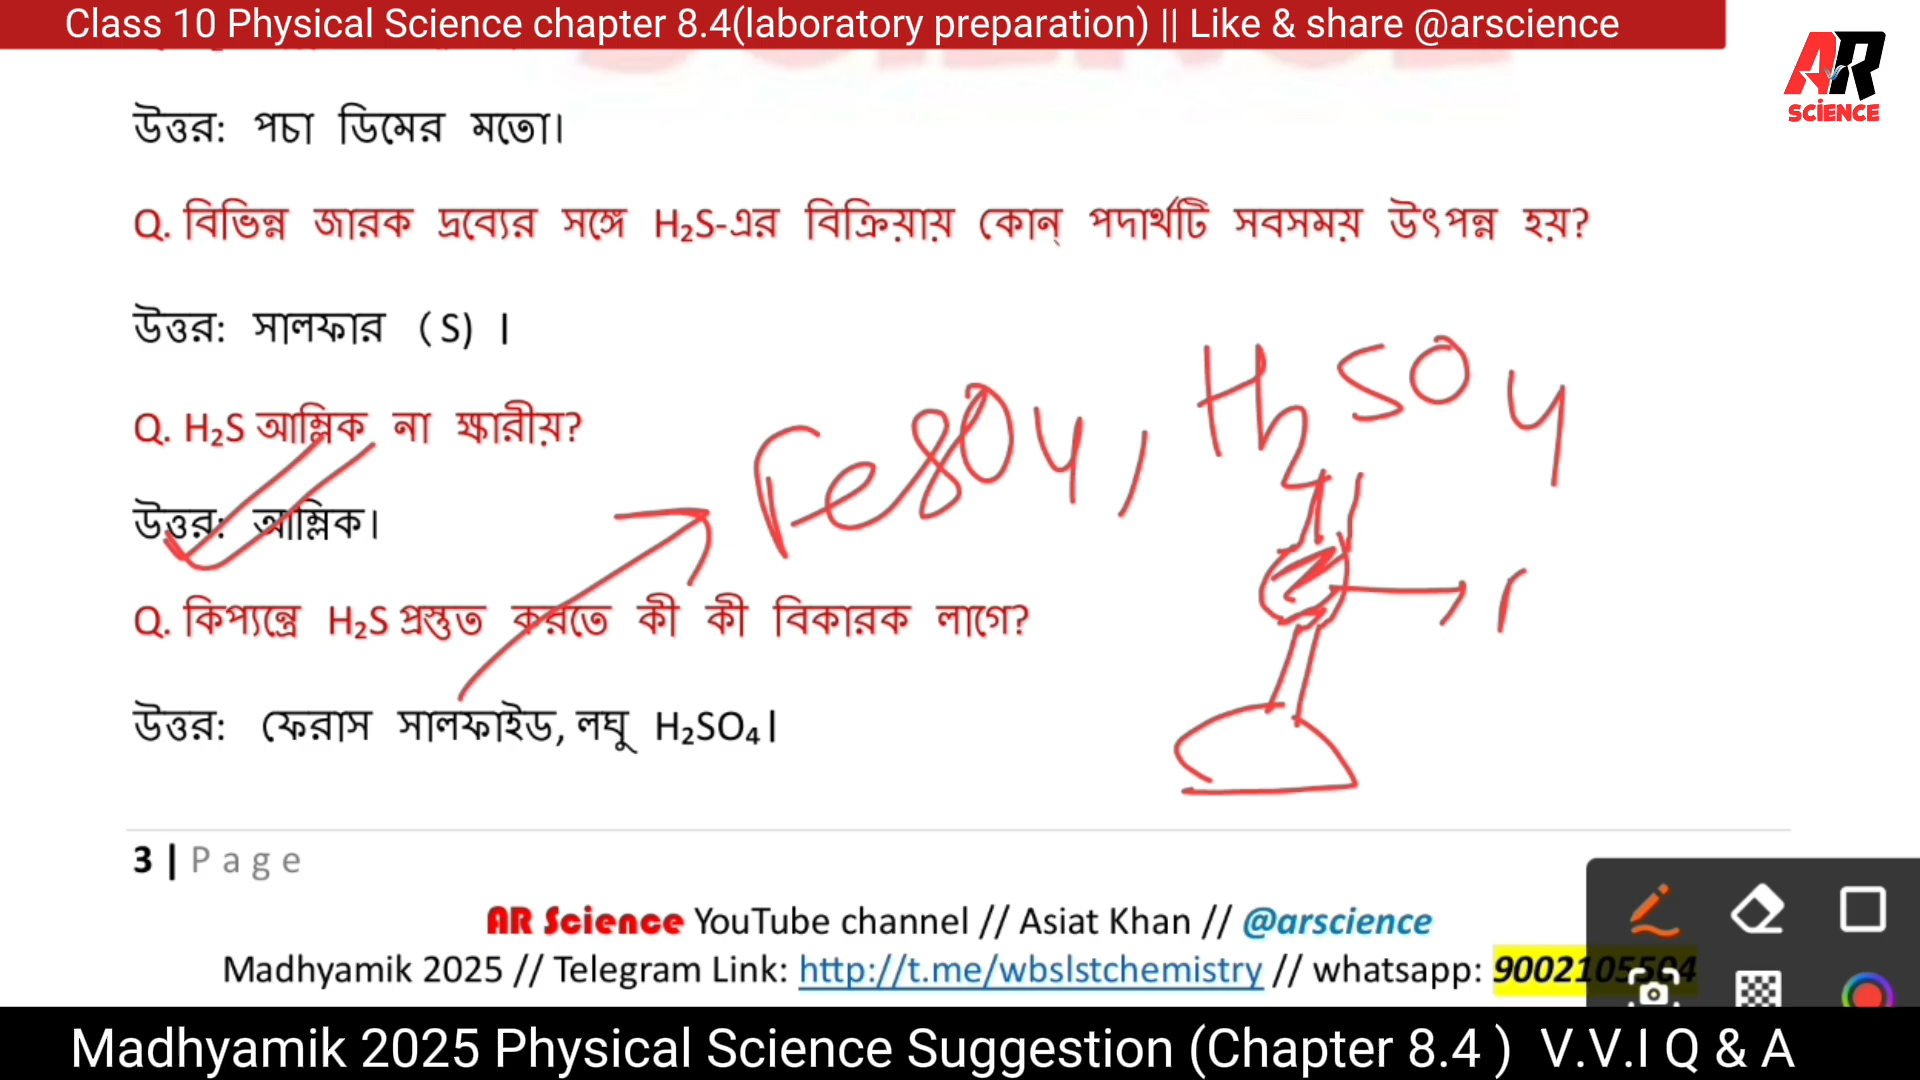 Class 10 Physical Science chapter 8.4(laboratory preparation) || Like & share @arscience
AR
SCIENCE
উত্তর: পচা ডিমের মতো।
Q. বিভিন্ন জারক দ্রব্যের সঙ্গে H₂S-এর বিক্রিয়ায় কোন্ পদার্থটি সবসময় উৎপন্ন হয়?
উত্তর: সালফার (S) ।
Q. H₂S আম্লিক না ক্ষারীয়?
FeSO4, H2SO4
উত্তর: আম্লিক।
Q. কিপযন্ত্রে H₂S প্রস্তুত করতে কী কী বিকারক লাগে?
উত্তর: ফেরাস সালফাইড, লঘু H₂SO₄।
3 | Page
AR Science YouTube channel // Asiat Khan // @arscience
Madhyamik 2025 // Telegram Link: http://t.me/wbslstchemistry // whatsapp: 9002105504
Madhyamik 2025 Physical Science Suggestion (Chapter 8.4 ) V.V.I Q & A